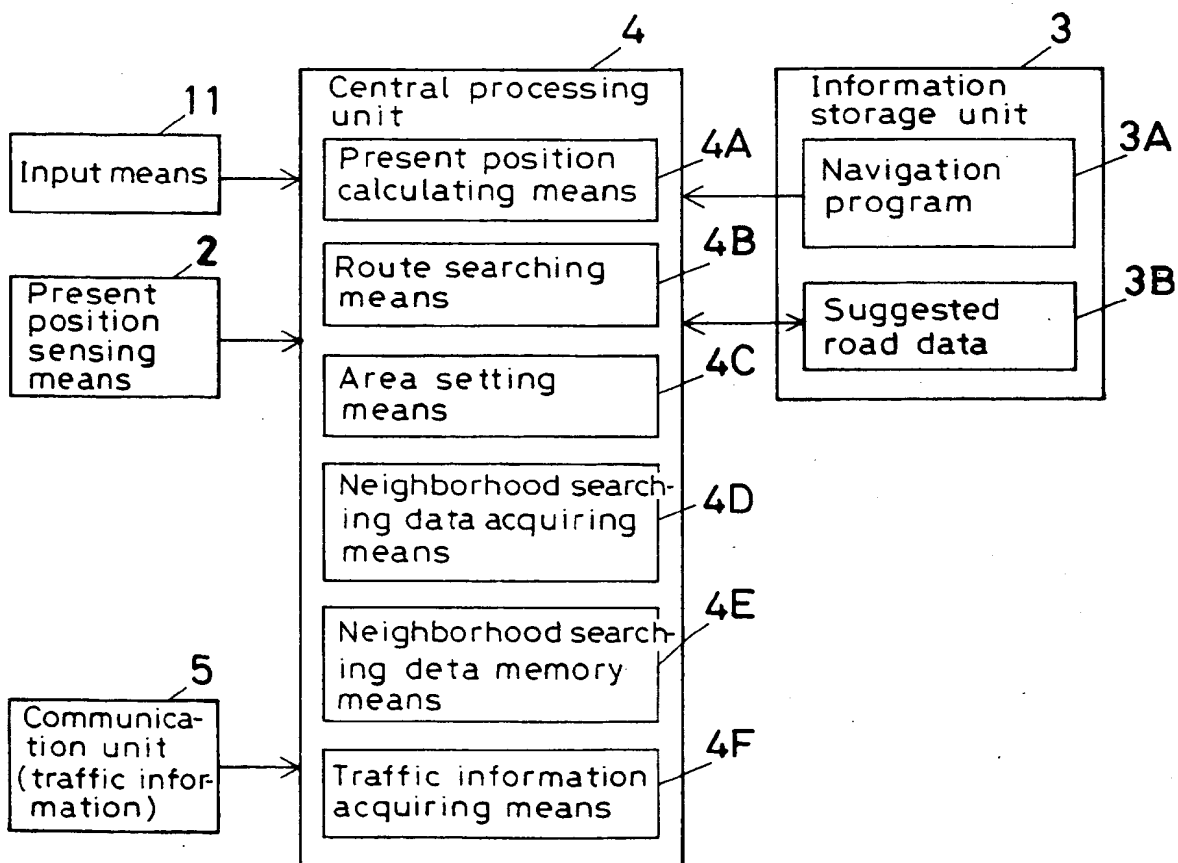 4
Central processing
unit
4A
Present position
calculating means
4B
Route searching
means
4C
Area setting
means
4D
Neighborhood search-
ing data acquiring
means
4E
Neighborhood search-
ing deta memory
means
4F
Traffic information
acquiring means
11
Input means
2
Present
position
sensing
means
5
Communica-
tion unit
(traffic infor-
mation)
3
Information
storage unit
3A
Navigation
program
3B
Suggested
road data